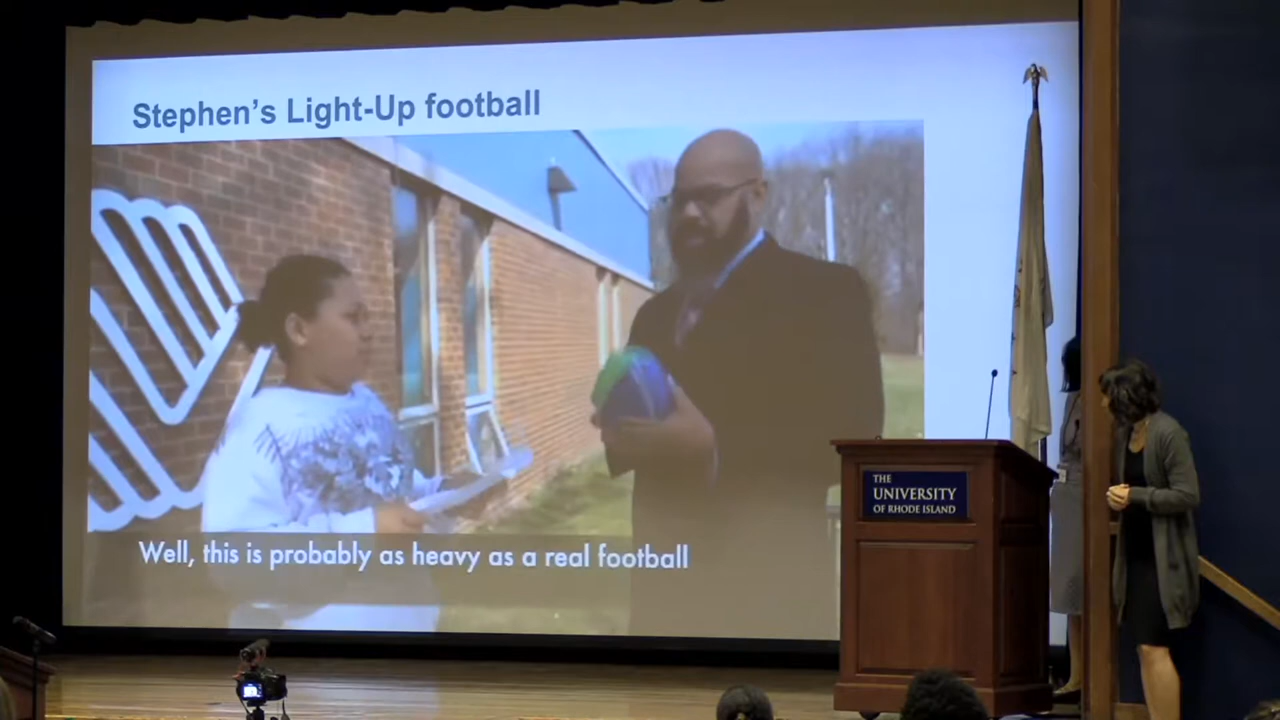 Stephen's Light-Up football
Well, this is probably as heavy as a real football
THE
UNIVERSITY
OF RHODE ISLAND